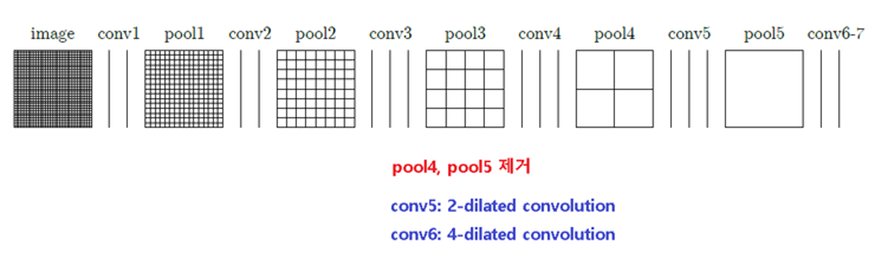 image conv1 pool1 conv2 pool2 conv3 pool3 conv4 pool4 conv5 pool5 conv6-7
pool4, pool5 제거
conv5: 2-dilated convolution
conv6: 4-dilated convolution